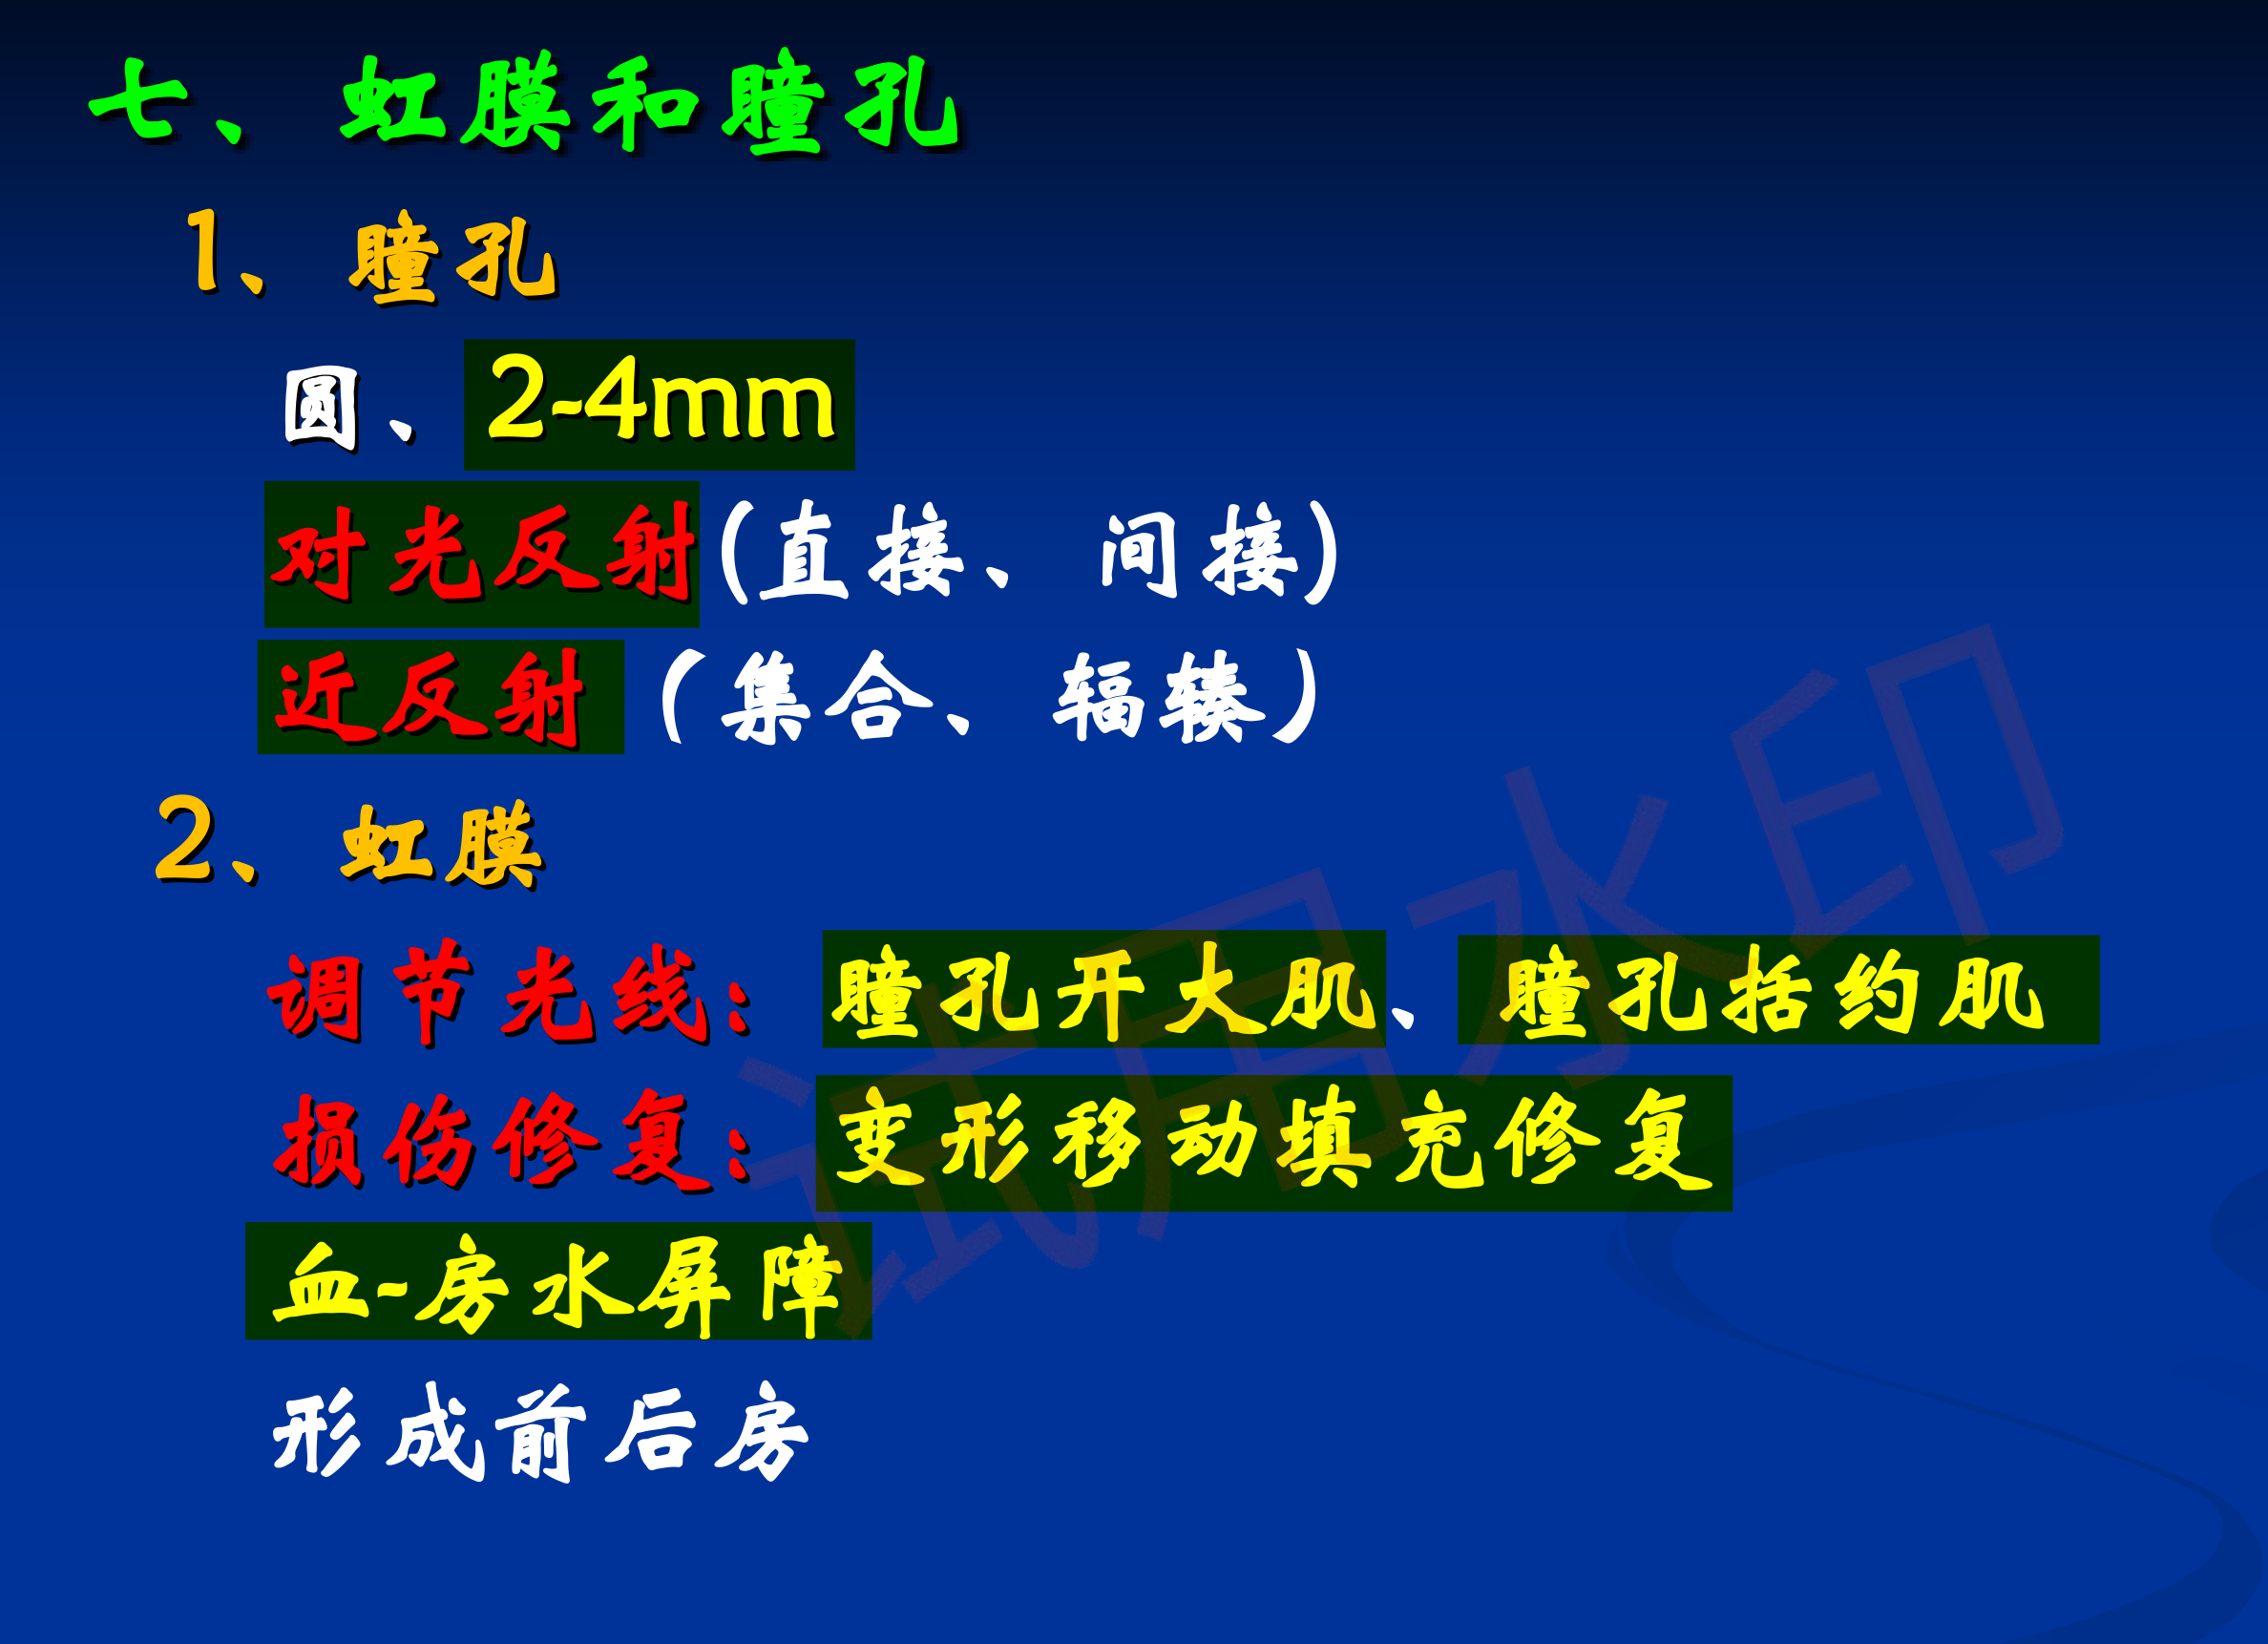 七、虹膜和瞳孔
1、瞳孔
圆、2-4mm
对光反射(直接、间接)
近反射（集合、辐辏）
2、虹膜
调节光线：瞳孔开大肌、瞳孔括约肌
损伤修复：变形移动填充修复
血-房水屏障
形成前后房
试用水印